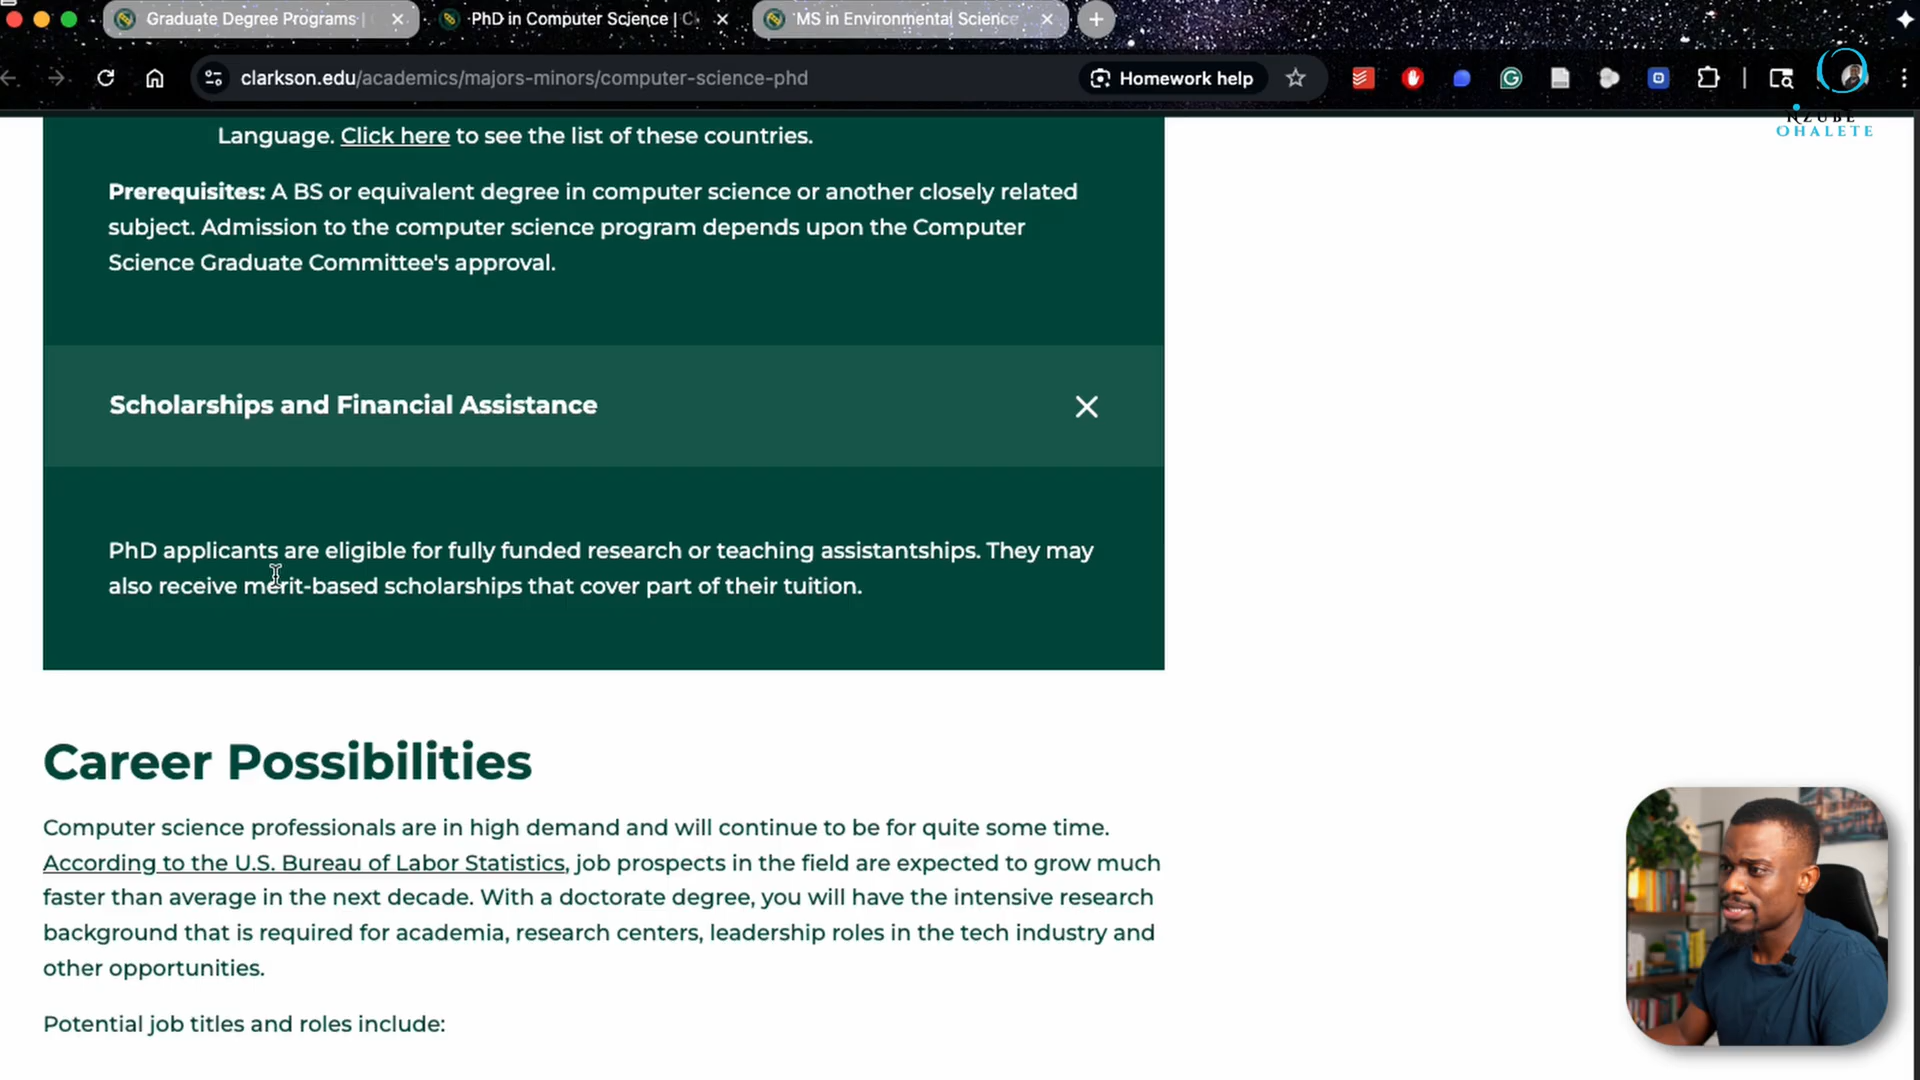 Graduate Degree Programs |
PhD in Computer Science | C
MS in Environmental Science
clarkson.edu/academics/majors-minors/computer-science-phd
Homework help
NZUBE
OHALETE
Language. Click here to see the list of these countries.
Prerequisites: A BS or equivalent degree in computer science or another closely related
subject. Admission to the computer science program depends upon the Computer
Science Graduate Committee's approval.
Scholarships and Financial Assistance
PhD applicants are eligible for fully funded research or teaching assistantships. They may
also receive merit-based scholarships that cover part of their tuition.
Career Possibilities
Computer science professionals are in high demand and will continue to be for quite some time.
According to the U.S. Bureau of Labor Statistics, job prospects in the field are expected to grow much
faster than average in the next decade. With a doctorate degree, you will have the intensive research
background that is required for academia, research centers, leadership roles in the tech industry and
other opportunities.
Potential job titles and roles include: